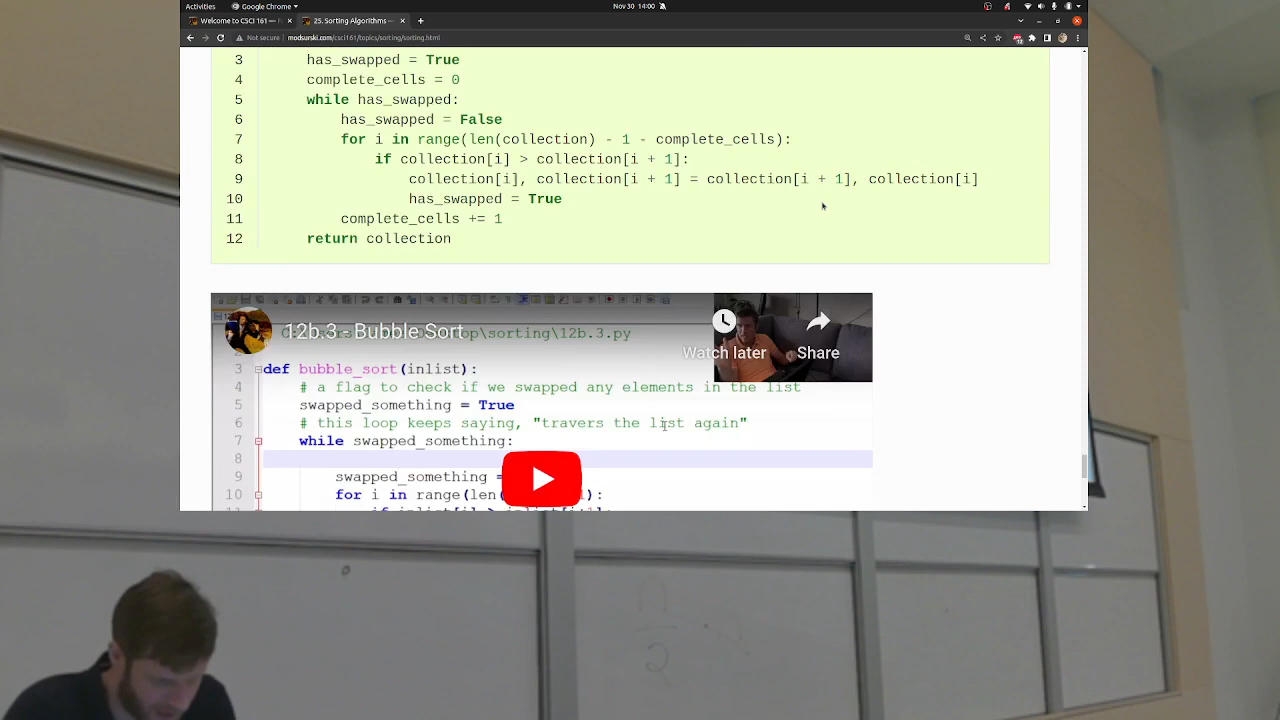 Activities
Google Chrome
Nov 30 14:00
Welcome to CSCI 161 —
25. Sorting Algorithms —
Not secure
modsurski.com/csci161/topics/sorting/sorting.html
3 has_swapped = True
4 complete_cells = 0
5 while has_swapped:
6 has_swapped = False
7 for i in range(len(collection) - 1 - complete_cells):
8 if collection[i] > collection[i + 1]:
9 collection[i], collection[i + 1] = collection[i + 1], collection[i]
10 has_swapped = True
11 complete_cells += 1
12 return collection
12b.3 - Bubble Sort
\sorting\12b.3.py
Watch later
Share
3 def bubble_sort(inlist):
4 # a flag to check if we swapped any elements in the list
5 swapped_something = True
6 # this loop keeps saying, "travers the list again"
7 while swapped_something:
8
9 swapped_something =
10 for i in range(len